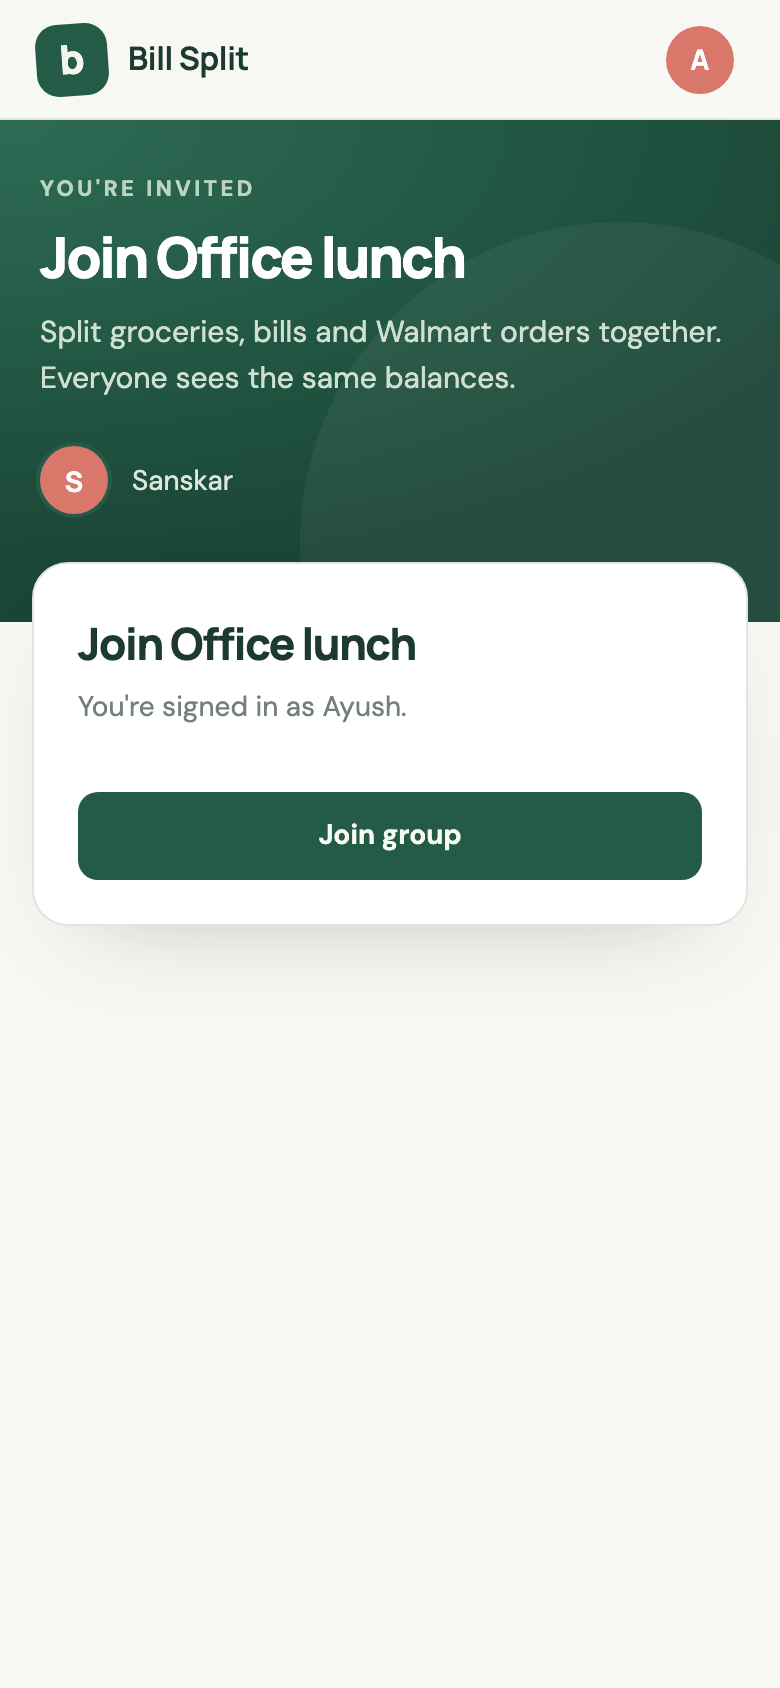 b
Bill Split
A
YOU'RE INVITED
Join Office lunch
Split groceries, bills and Walmart orders together.
Everyone sees the same balances.
S
Sanskar
Join Office lunch
You're signed in as Ayush.
Join group